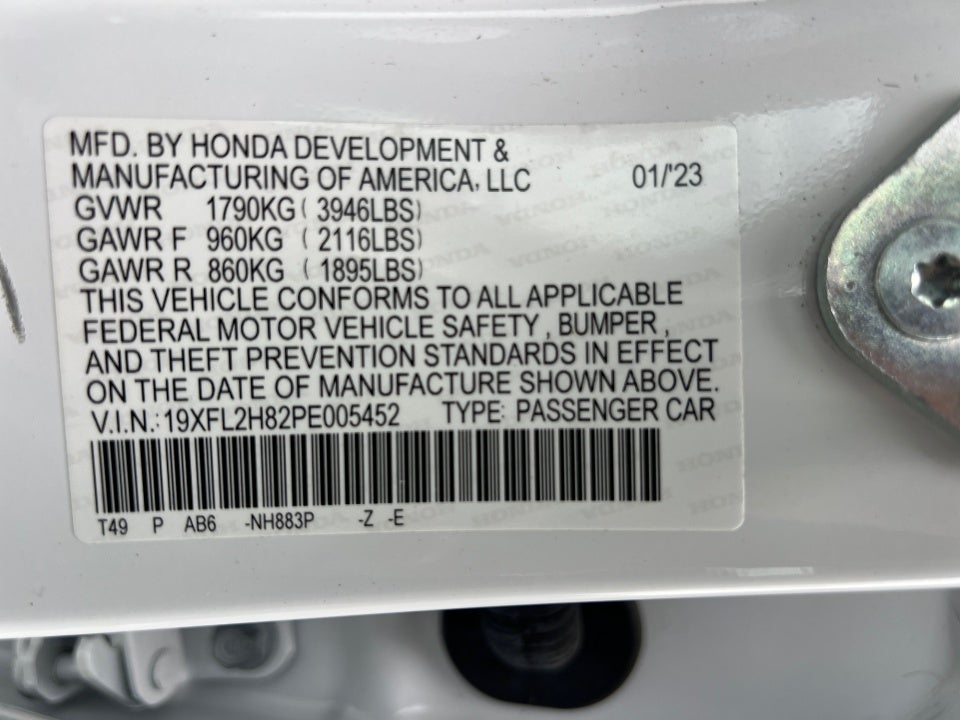 MFD. BY HONDA DEVELOPMENT &
MANUFACTURING OF AMERICA, LLC 01/'23
GVWR 1790KG ( 3946LBS)
GAWR F 960KG ( 2116LBS)
GAWR R 860KG ( 1895LBS)
THIS VEHICLE CONFORMS TO ALL APPLICABLE
FEDERAL MOTOR VEHICLE SAFETY , BUMPER ,
AND THEFT PREVENTION STANDARDS IN EFFECT
ON THE DATE OF MANUFACTURE SHOWN ABOVE.
V.I.N.: 19XFL2H82PE005452 TYPE: PASSENGER CAR
T49 P AB6 -NH883P -Z -E